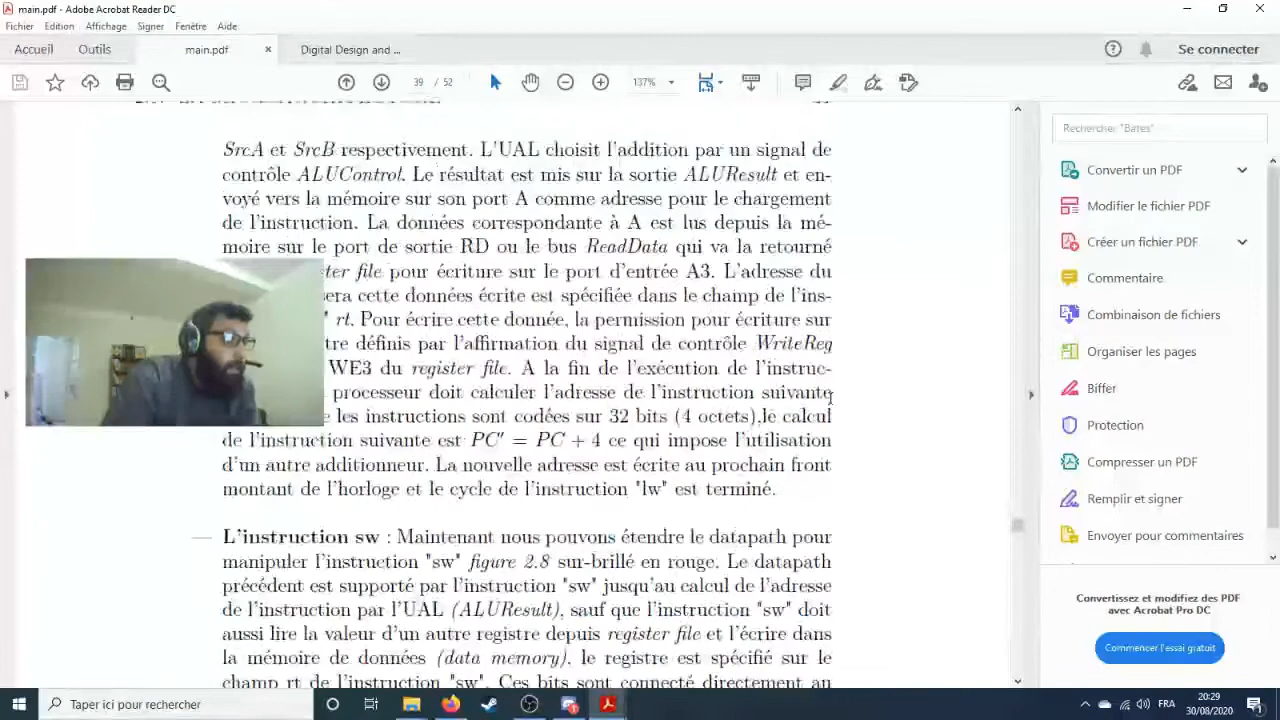 main.pdf - Adobe Acrobat Reader DC
Fichier Edition Affichage Signer Fenêtre Aide
Accueil Outils main.pdf × Digital Design and ... Se connecter
39 / 52 137%
SrcA et SrcB respectivement. L'UAL choisit l'addition par un signal de
contrôle ALUControl. Le résultat est mis sur la sortie ALUResult et en-
voyé vers la mémoire sur son port A comme adresse pour le chargement
de l'instruction. La données correspondante à A est lus depuis la mé-
moire sur le port de sortie RD ou le bus ReadData qui va la retourné
ter file pour écriture sur le port d'entrée A3. L'adresse du
sera cette données écrite est spécifiée dans le champ de l'ins-
" rt. Pour écrire cette donnée, la permission pour écriture sur
tre définis par l'affirmation du signal de contrôle WriteReg
WE3 du register file. A la fin de l'exécution de l'instruc-
processeur doit calculer l'adresse de l'instruction suivante
e les instructions sont codées sur 32 bits (4 octets),le calcul
de l'instruction suivante est PC' = PC + 4 ce qui impose l'utilisation
d'un autre additionneur. La nouvelle adresse est écrite au prochain front
montant de l'horloge et le cycle de l'instruction "lw" est terminé.
— L'instruction sw : Maintenant nous pouvons étendre le datapath pour
manipuler l'instruction "sw" figure 2.8 sur-brillé en rouge. Le datapath
précédent est supporté par l'instruction "sw" jusqu'au calcul de l'adresse
de l'instruction par l'UAL (ALUResult), sauf que l'instruction "sw" doit
aussi lire la valeur d'un autre registre depuis register file et l'écrire dans
la mémoire de données (data memory). le registre est spécifié sur le
champ rt de l'instruction "sw". Ces bits sont connecté directement au
Rechercher "Bates"
Convertir un PDF
Modifier le fichier PDF
Créer un fichier PDF
Commentaire
Combinaison de fichiers
Organiser les pages
Biffer
Protection
Compresser un PDF
Remplir et signer
Envoyer pour commentaires
Convertissez et modifiez des PDF
avec Acrobat Pro DC
Commencer l'essai gratuit
Taper ici pour rechercher
FRA
20:29
30/08/2020